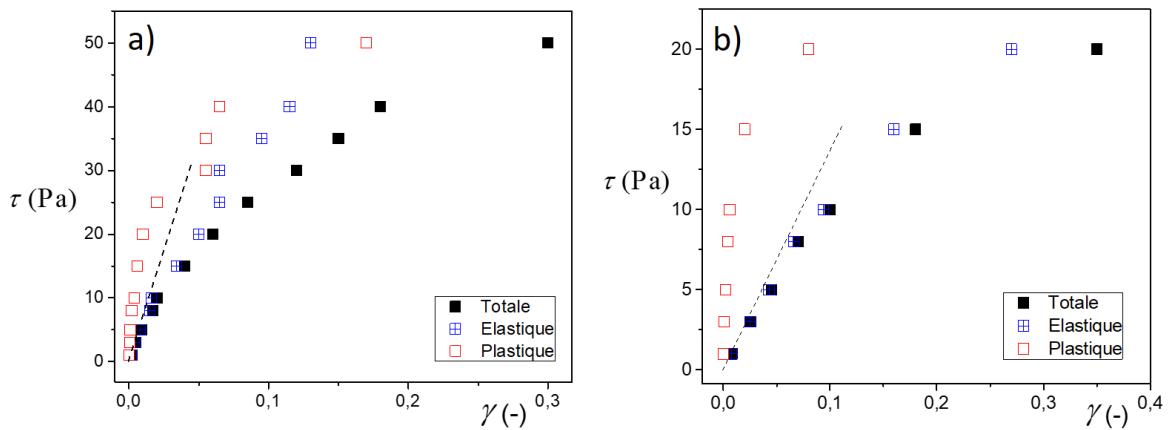 a)
50
40
30
20
10
0
τ (Pa)
Totale
Elastique
Plastique
0,0
0,1
0,2
0,3
γ (-)
b)
20
15
10
5
0
τ (Pa)
Totale
Elastique
Plastique
0,0
0,1
0,2
0,3
0,4
γ (-)